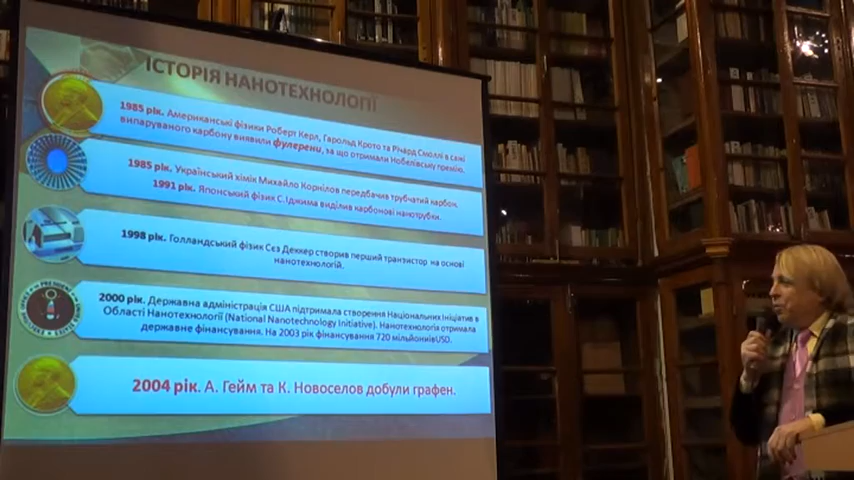 ІСТОРІЯ НАНОТЕХНОЛОГІЇ
1985 рік. Американські фізики Роберт Керл, Гарольд Крото та Річард Смоллі в сажі
випаруваного карбону виявили фулерени, за що отримали Нобелівську премію.
1985 рік. Український хімік Михайло Корнілов передбачив трубчатий карбон.
1991 рік. Японський фізик С.Іджима виділив карбонові нанотрубки.
1998 рік. Голландський фізик Сєз Деккер створив перший транзистор на основі
нанотехнологій.
2000 рік. Державна адміністрація США підтримала створення Національних Ініціатив в
Області Нанотехнології (National Nanotechnology Initiative). Нанотехнологія отримала
державне фінансування. На 2003 рік фінансування 720 мільйонківUSD.
2004 рік. А. Гейм та К. Новоселов добули графен.